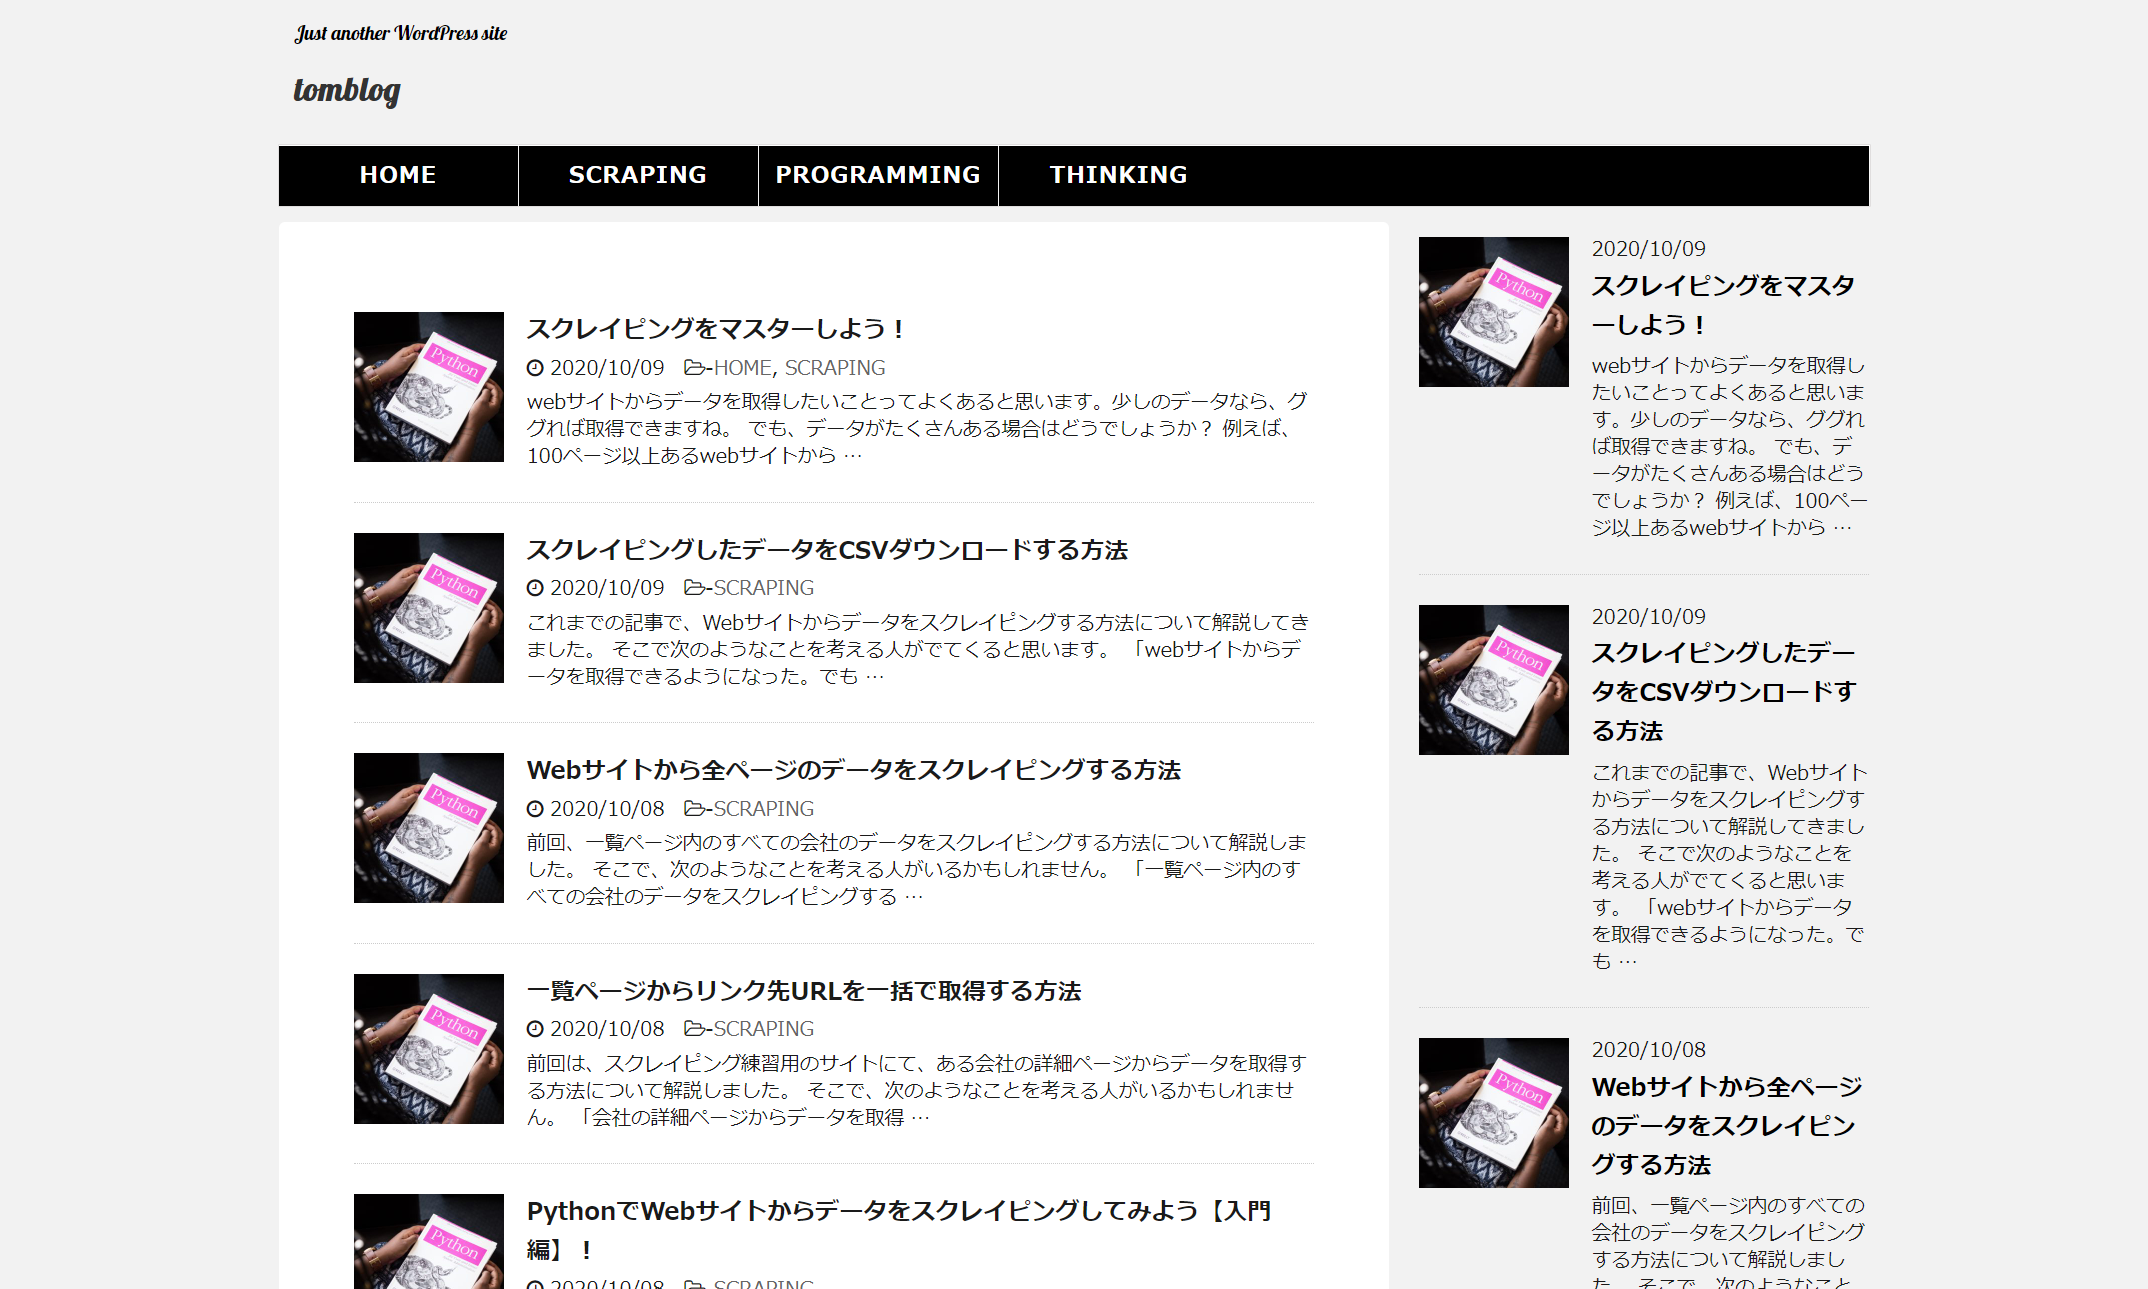 Just another WordPress site
tomblog
HOME
SCRAPING
PROGRAMMING
THINKING
Python
スクレイピングをマスターしよう！
2020/10/09 -HOME, SCRAPING
webサイトからデータを取得したいことってよくあると思います。少しのデータなら、グ
グれば取得できますね。 でも、データがたくさんある場合はどうでしょうか？ 例えば、
100ページ以上あるwebサイトから …
Python
スクレイピングしたデータをCSVダウンロードする方法
2020/10/09 -SCRAPING
これまでの記事で、Webサイトからデータをスクレイピングする方法について解説してき
ました。 そこで次のようなことを考える人がでてくると思います。 「webサイトからデ
ータを取得できるようになった。でも …
Python
Webサイトから全ページのデータをスクレイピングする方法
2020/10/08 -SCRAPING
前回、一覧ページ内のすべての会社のデータをスクレイピングする方法について解説しま
した。 そこで、次のようなことを考える人がいるかもしれません。 「一覧ページ内のす
べての会社のデータをスクレイピングする …
Python
一覧ページからリンク先URLを一括で取得する方法
2020/10/08 -SCRAPING
前回は、スクレイピング練習用のサイトにて、ある会社の詳細ページからデータを取得す
る方法について解説しました。 そこで、次のようなことを考える人がいるかもしれませ
ん。 「会社の詳細ページからデータを取得 …
Python
PythonでWebサイトからデータをスクレイピングしてみよう【入門
編】！
2020/10/08 -SCRAPING
Python
2020/10/09
スクレイピングをマスタ
ーしよう！
webサイトからデータを取得し
たいことってよくあると思いま
す。少しのデータなら、ググれ
ば取得できますね。 でも、デ
ータがたくさんある場合はどう
でしょうか？ 例えば、100ペー
ジ以上あるwebサイトから …
Python
2020/10/09
スクレイピングしたデー
タをCSVダウンロードす
る方法
これまでの記事で、Webサイト
からデータをスクレイピングす
る方法について解説してきまし
た。 そこで次のようなことを
考える人がでてくると思いま
す。 「webサイトからデータ
を取得できるようになった。で
も …
Python
2020/10/08
Webサイトから全ページ
のデータをスクレイピン
グする方法
前回、一覧ページ内のすべての
会社のデータをスクレイピング
する方法について解説しまし
た。 そこで、次のようなこと